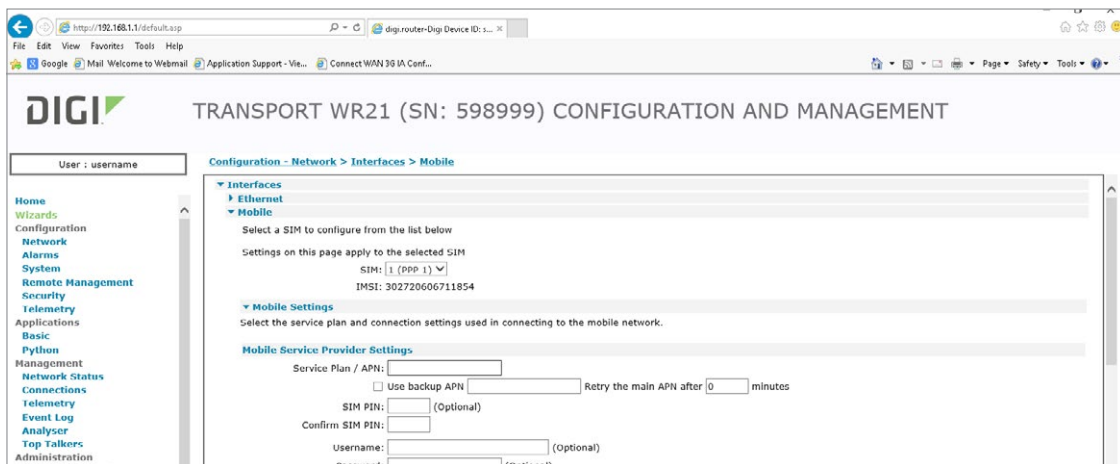 http://192.168.1.1/default.asp
digi.router-Digi Device ID: s...
File Edit View Favorites Tools Help
Google Mail Welcome to Webmail Application Support - Vie... Connect WAN 3G IA Conf...
Page Safety Tools
DIGI
TRANSPORT WR21 (SN: 598999) CONFIGURATION AND MANAGEMENT
User : username
Configuration - Network > Interfaces > Mobile
Home
Wizards
Configuration
Network
Alarms
System
Remote Management
Security
Telemetry
Applications
Basic
Python
Management
Network Status
Connections
Telemetry
Event Log
Analyser
Top Talkers
Administration
Interfaces
Ethernet
Mobile
Select a SIM to configure from the list below
Settings on this page apply to the selected SIM
SIM: 1 (PPP 1)
IMSI: 302720606711854
Mobile Settings
Select the service plan and connection settings used in connecting to the mobile network.
Mobile Service Provider Settings
Service Plan / APN:
Use backup APN Retry the main APN after 0 minutes
SIM PIN: (Optional)
Confirm SIM PIN:
Username: (Optional)